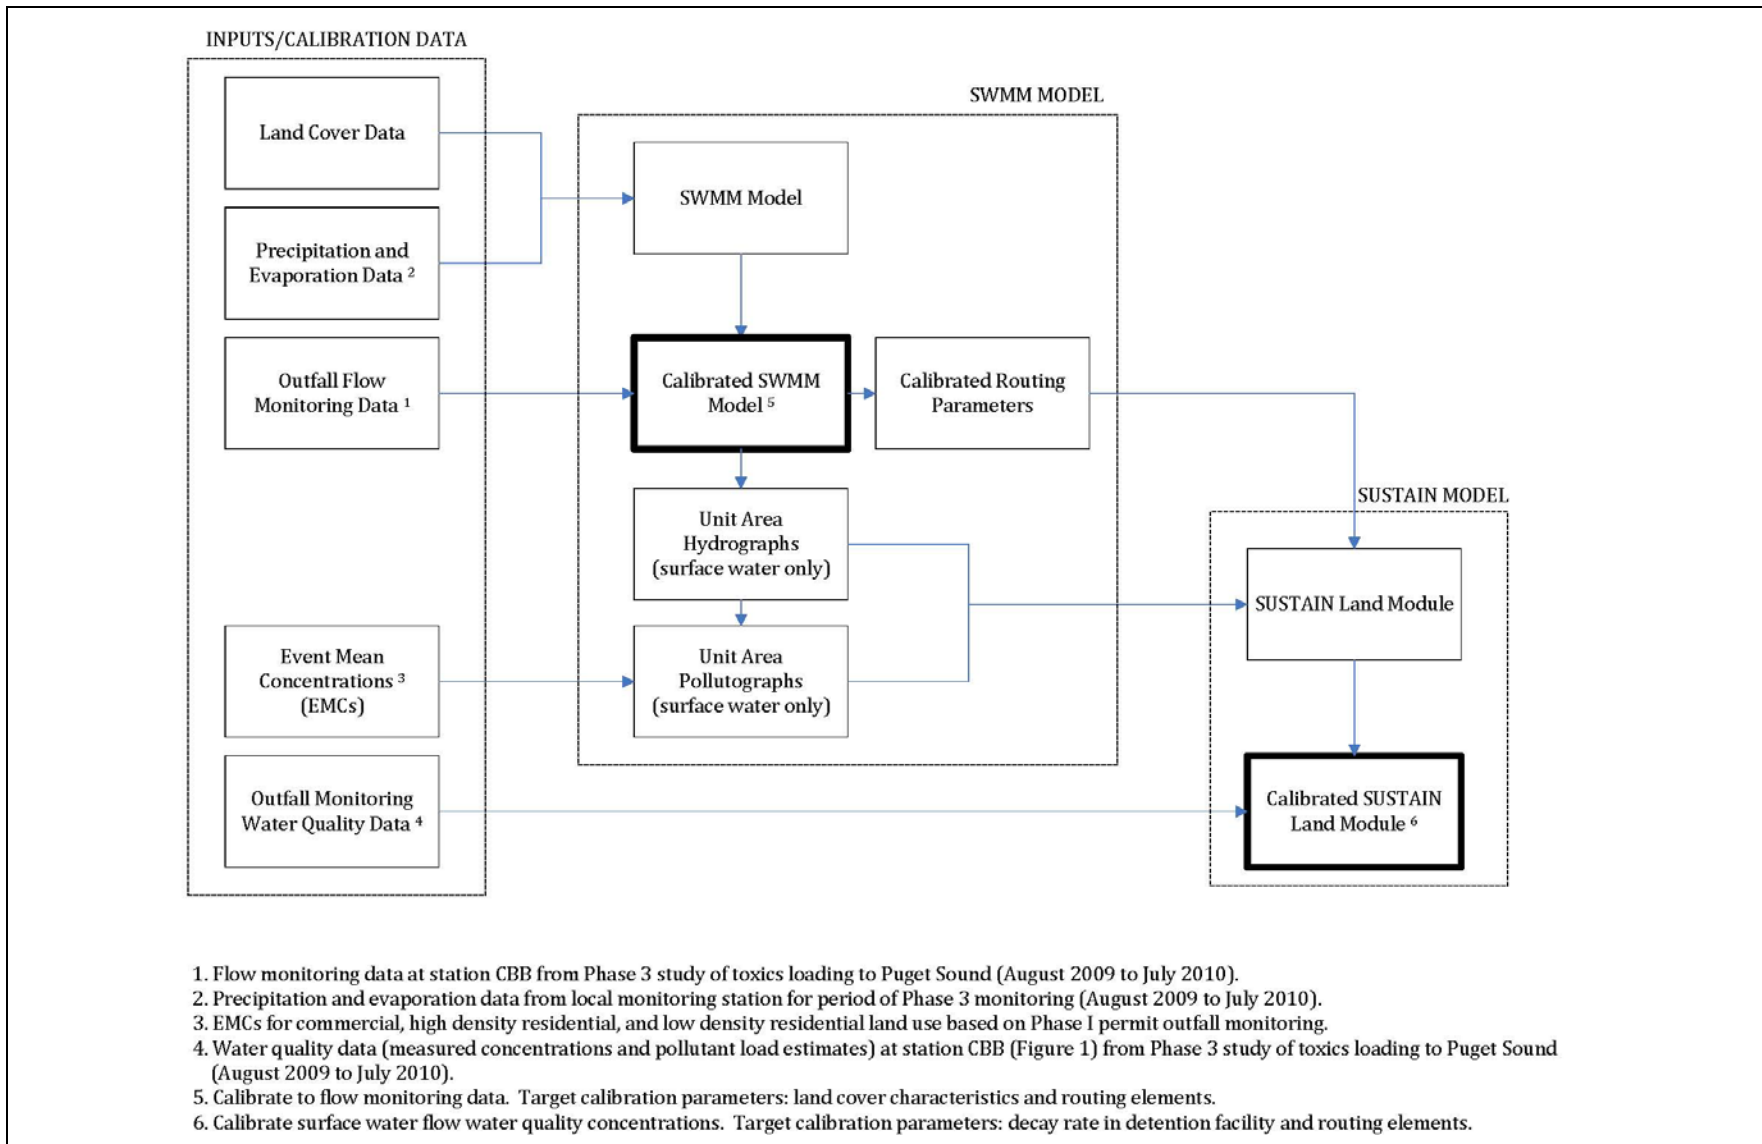 INPUTS/CALIBRATION DATA
Land Cover Data
Precipitation and
Evaporation Data ²
Outfall Flow
Monitoring Data ¹
Event Mean
Concentrations ³
(EMCs)
Outfall Monitoring
Water Quality Data ⁴
SWMM MODEL
SWMM Model
Calibrated SWMM
Model ⁵
Calibrated Routing
Parameters
Unit Area
Hydrographs
(surface water only)
Unit Area
Pollutographs
(surface water only)
SUSTAIN MODEL
SUSTAIN Land Module
Calibrated SUSTAIN
Land Module ⁶
1. Flow monitoring data at station CBB from Phase 3 study of toxics loading to Puget Sound (August 2009 to July 2010).
2. Precipitation and evaporation data from local monitoring station for period of Phase 3 monitoring (August 2009 to July 2010).
3. EMCs for commercial, high density residential, and low density residential land use based on Phase I permit outfall monitoring.
4. Water quality data (measured concentrations and pollutant load estimates) at station CBB (Figure 1) from Phase 3 study of toxics loading to Puget Sound
(August 2009 to July 2010).
5. Calibrate to flow monitoring data. Target calibration parameters: land cover characteristics and routing elements.
6. Calibrate surface water flow water quality concentrations. Target calibration parameters: decay rate in detention facility and routing elements.